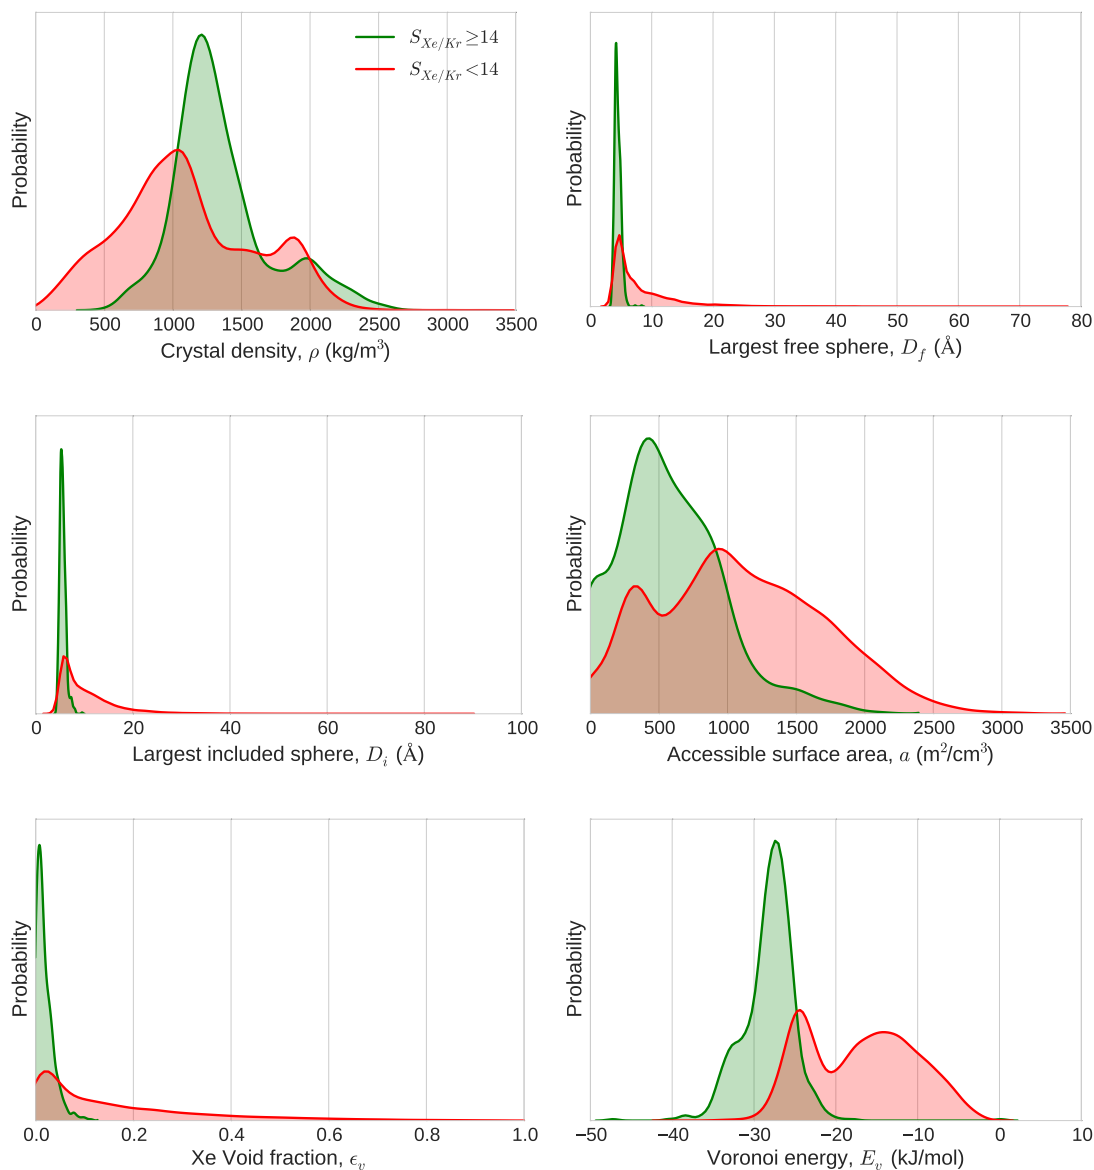 Probability
S_{Xe/Kr} ≥14
S_{Xe/Kr} <14
0 500 1000 1500 2000 2500 3000 3500
Crystal density, ρ (kg/m³)
Probability
0 10 20 30 40 50 60 70 80
Largest free sphere, D_f (Å)
Probability
0 20 40 60 80 100
Largest included sphere, D_i (Å)
Probability
0 500 1000 1500 2000 2500 3000 3500
Accessible surface area, a (m²/cm³)
Probability
0.0 0.2 0.4 0.6 0.8 1.0
Xe Void fraction, ϵ_v
Probability
−50 −40 −30 −20 −10 0 10
Voronoi energy, E_v (kJ/mol)